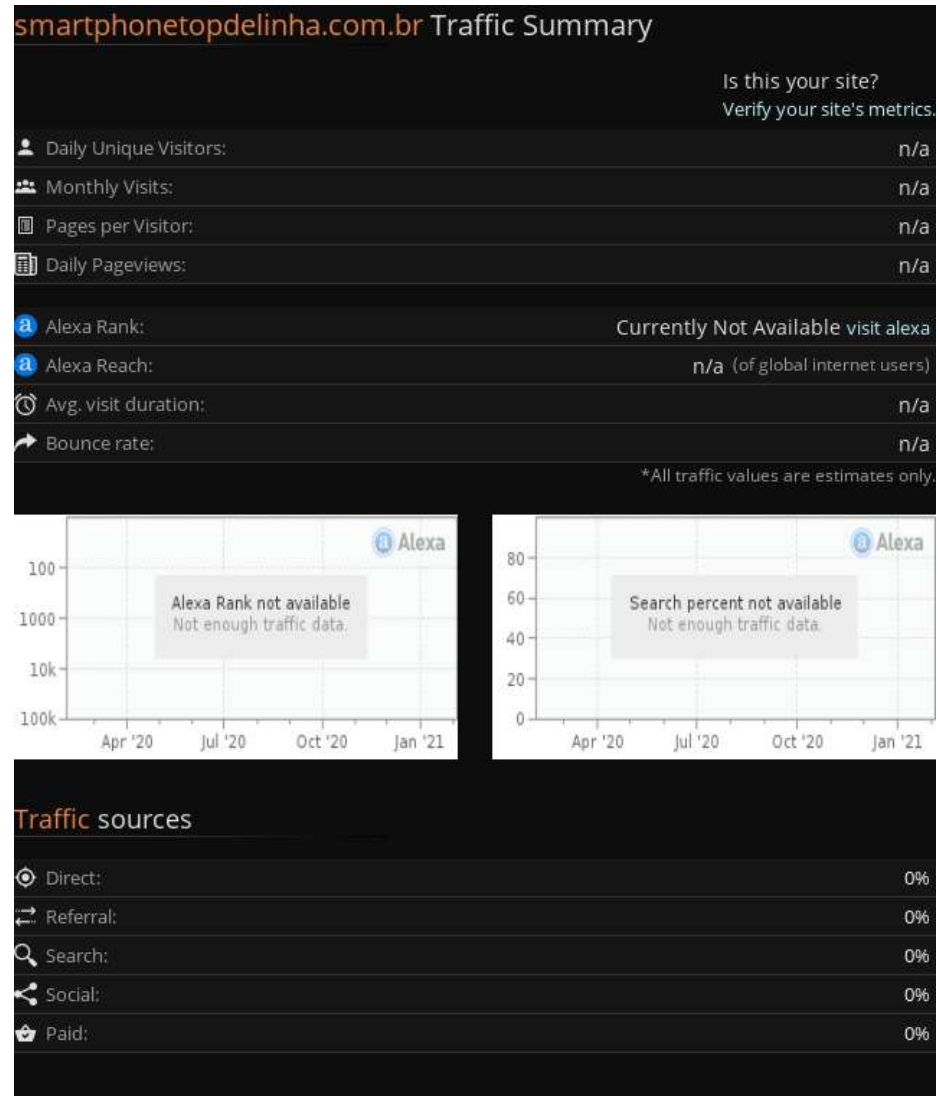 smartphonetopdelinha.com.br Traffic Summary
Is this your site?
Verify your site's metrics.
Daily Unique Visitors: n/a
Monthly Visits: n/a
Pages per Visitor: n/a
Daily Pageviews: n/a
a Alexa Rank: Currently Not Available visit alexa
a Alexa Reach: n/a (of global internet users)
Avg. visit duration: n/a
Bounce rate: n/a
*All traffic values are estimates only.
a Alexa
100
1000
10k
100k
Alexa Rank not available
Not enough traffic data.
Apr '20 Jul '20 Oct '20 Jan '21
a Alexa
80
60
40
20
0
Search percent not available
Not enough traffic data.
Apr '20 Jul '20 Oct '20 Jan '21
Traffic sources
Direct: 0%
Referral: 0%
Search: 0%
Social: 0%
Paid: 0%